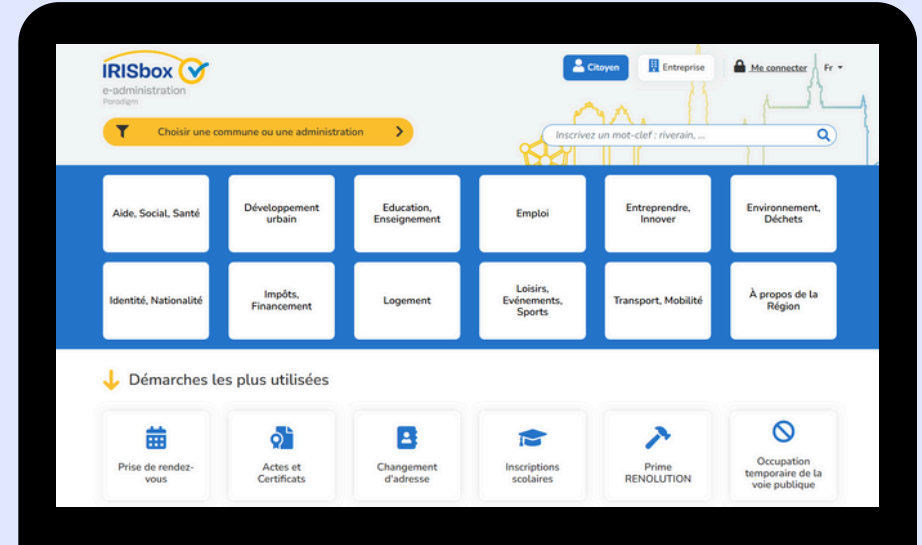 IRISbox
e-administration
Paradigm
Citoyen
Entreprise
Me connecter
Fr
Choisir une commune ou une administration
Inscrivez un mot-clef : riverain, ...
Aide, Social, Santé
Développement
urbain
Education,
Enseignement
Emploi
Entreprendre,
Innover
Environnement,
Déchets
Identité, Nationalité
Impôts,
Financement
Logement
Loisirs,
Evénements,
Sports
Transport, Mobilité
À propos de la
Région
Démarches les plus utilisées
Prise de rendez-
vous
Actes et
Certificats
Changement
d'adresse
Inscriptions
scolaires
Prime
RENOLUTION
Occupation
temporaire de la
voie publique